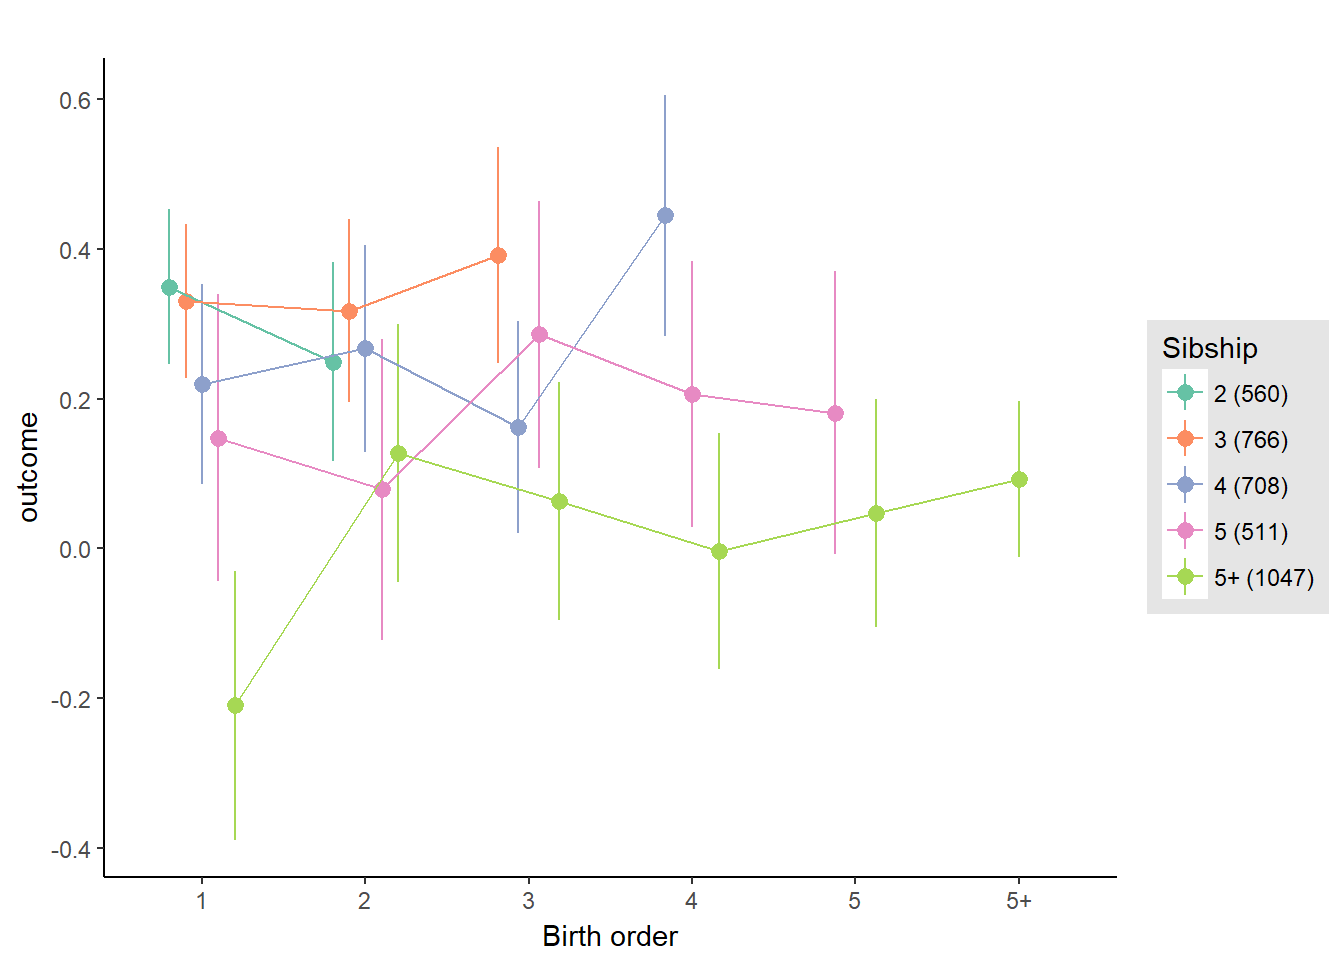 0.6
0.4
0.2
0.0
-0.2
-0.4
outcome
1 2 3 4 5 5+
Birth order
Sibship
2 (560)
3 (766)
4 (708)
5 (511)
5+ (1047)